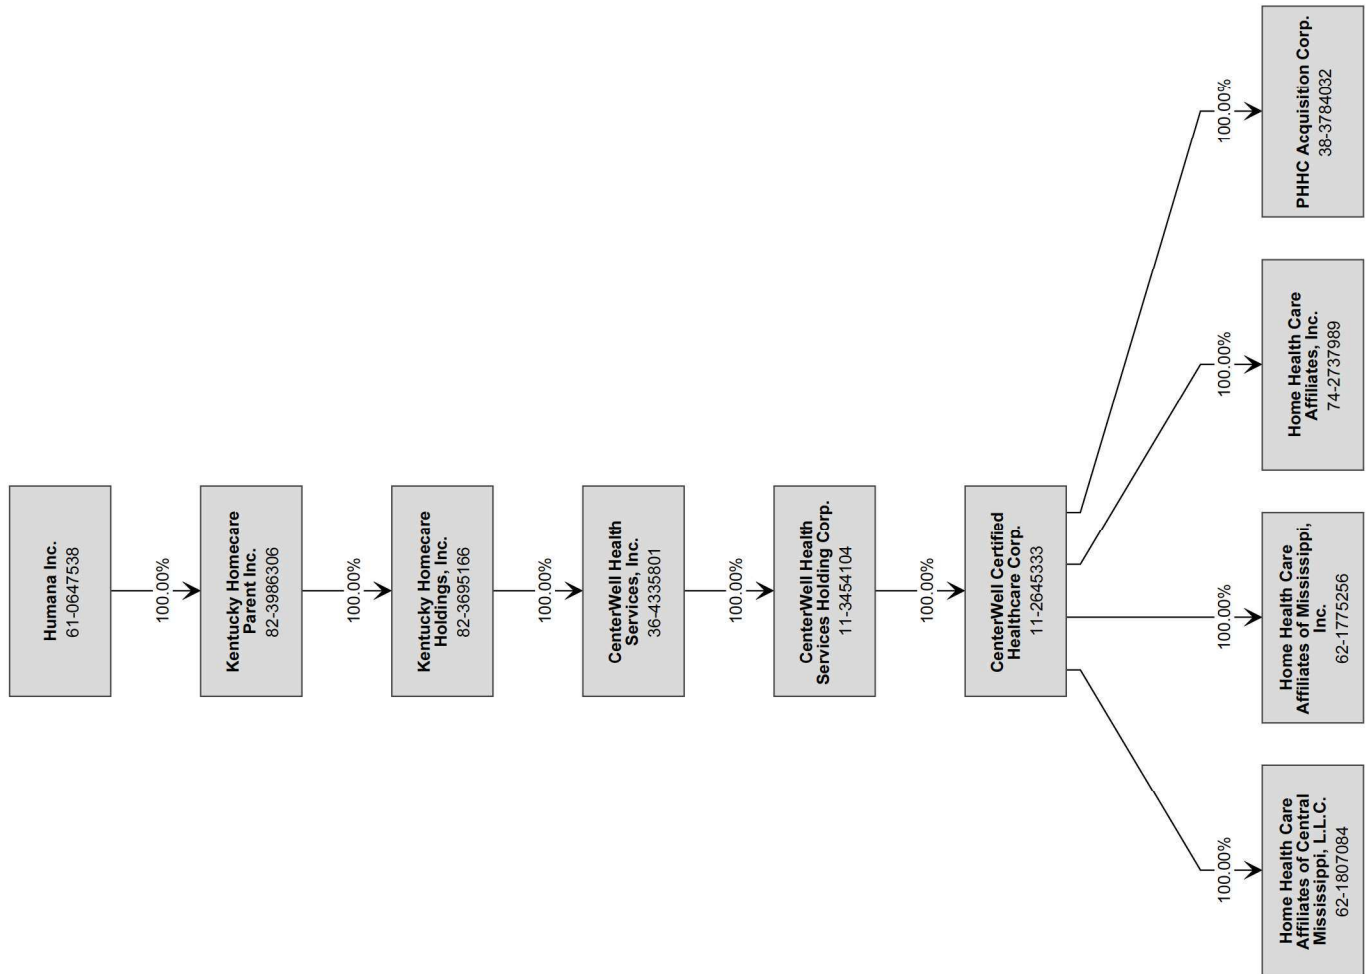 Humana Inc.
61-0647538
100.00%
Kentucky Homecare
Parent Inc.
82-3986306
100.00%
Kentucky Homecare
Holdings, Inc.
82-3695166
100.00%
CenterWell Health
Services, Inc.
36-4335801
100.00%
CenterWell Health
Services Holding Corp.
11-3454104
100.00%
CenterWell Certified
Healthcare Corp.
11-2645333
100.00%
Home Health Care
Affiliates of Central
Mississippi, L.L.C.
62-1807084
100.00%
Home Health Care
Affiliates of Mississippi,
Inc.
62-1775256
100.00%
Home Health Care
Affiliates, Inc.
74-2737989
100.00%
PHHC Acquisition Corp.
38-3784032